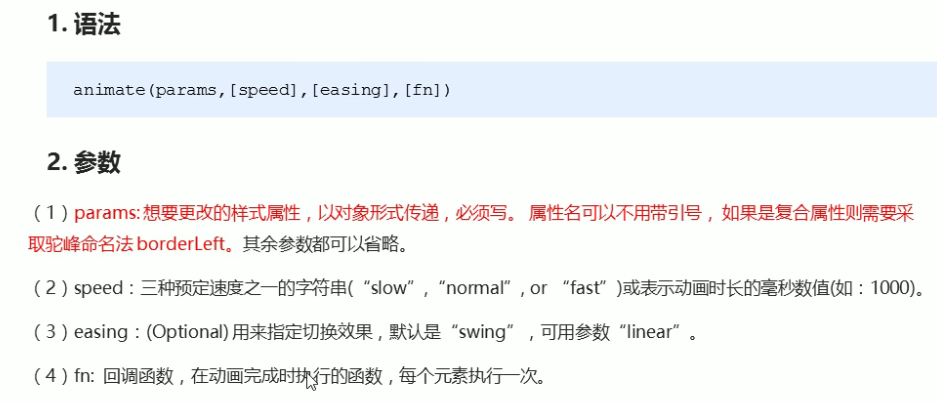 1. 语法
animate(params,[speed],[easing],[fn])
2. 参数
（1）params: 想要更改的样式属性，以对象形式传递，必须写。 属性名可以不用带引号， 如果是复合属性则需要采
取驼峰命名法 borderLeft。其余参数都可以省略。
（2）speed：三种预定速度之一的字符串(“slow”,“normal”, or “fast”)或表示动画时长的毫秒数值(如：1000)。
（3）easing：(Optional) 用来指定切换效果，默认是“swing”，可用参数“linear”。
（4）fn: 回调函数，在动画完成时执行的函数，每个元素执行一次。